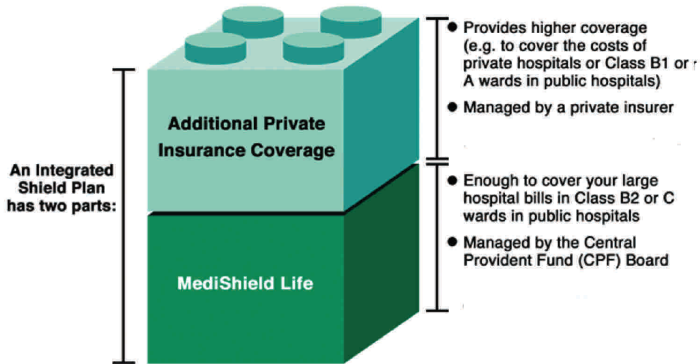 An Integrated
Shield Plan
has two parts:
Additional Private
Insurance Coverage
MediShield Life
● Provides higher coverage
(e.g. to cover the costs of
private hospitals or Class B1 or
A wards in public hospitals)
● Managed by a private insurer
● Enough to cover your large
hospital bills in Class B2 or C
wards in public hospitals
● Managed by the Central
Provident Fund (CPF) Board